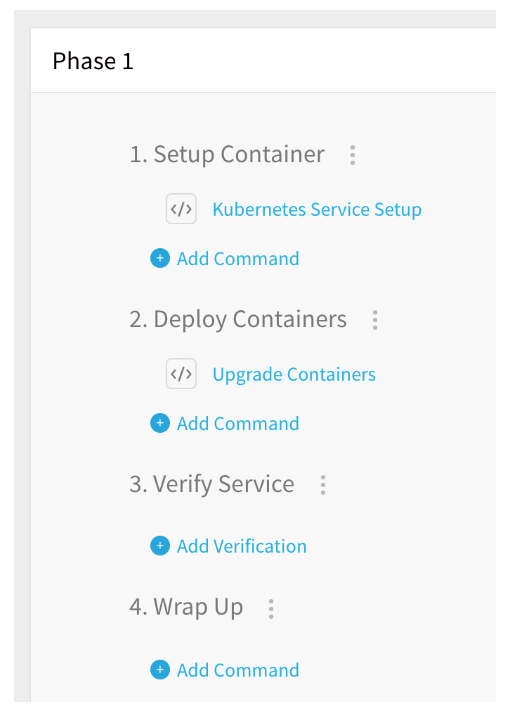 Phase 1
1. Setup Container
</> Kubernetes Service Setup
+ Add Command
2. Deploy Containers
</> Upgrade Containers
+ Add Command
3. Verify Service
+ Add Verification
4. Wrap Up
+ Add Command